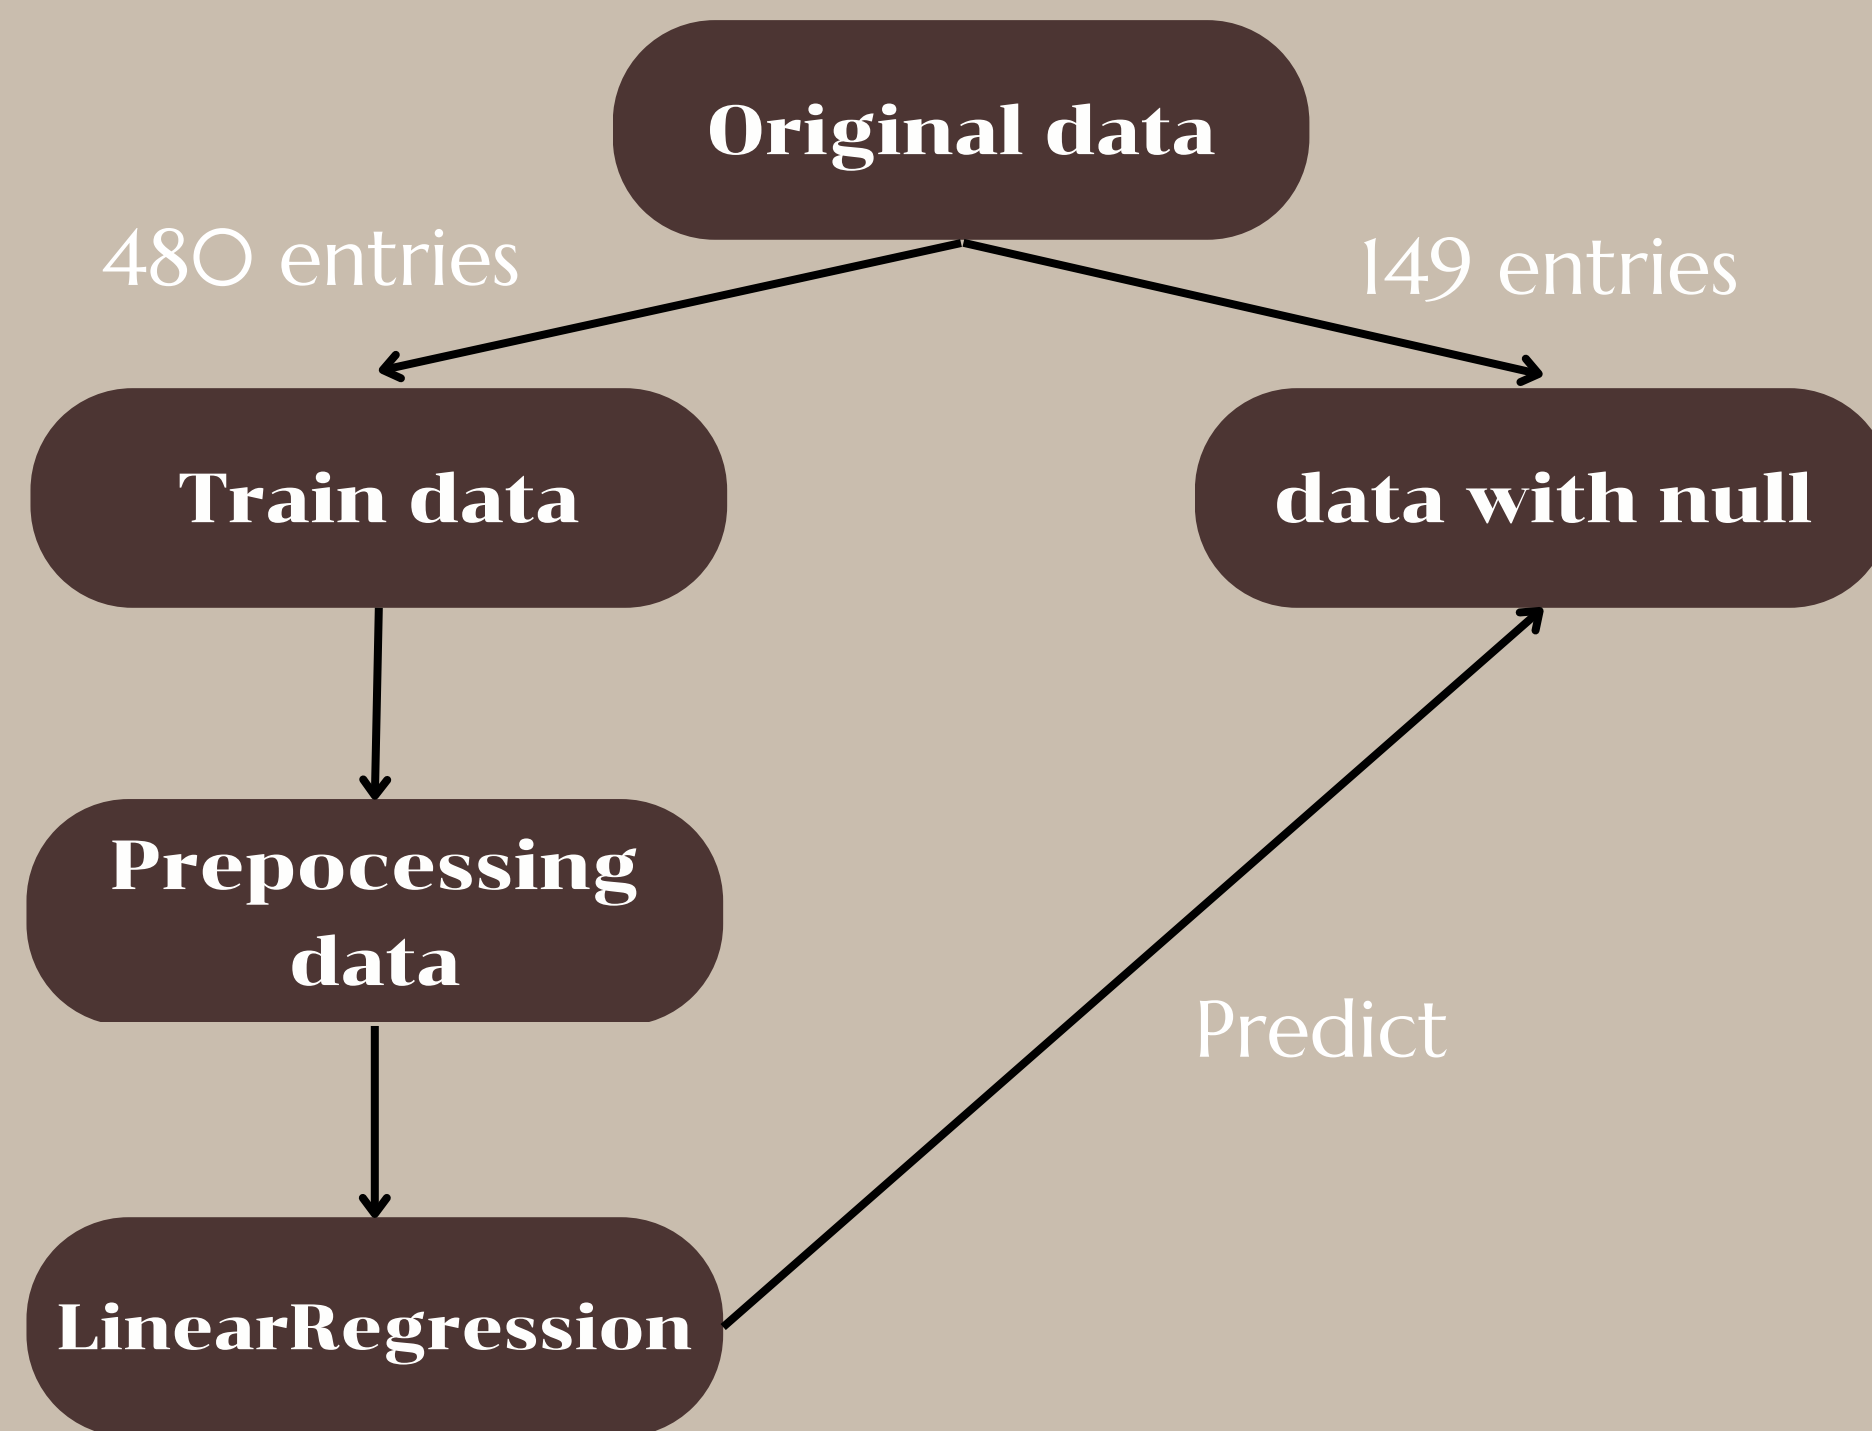 Original data
480 entries
149 entries
Train data
data with null
Prepocessing
data
Predict
LinearRegression